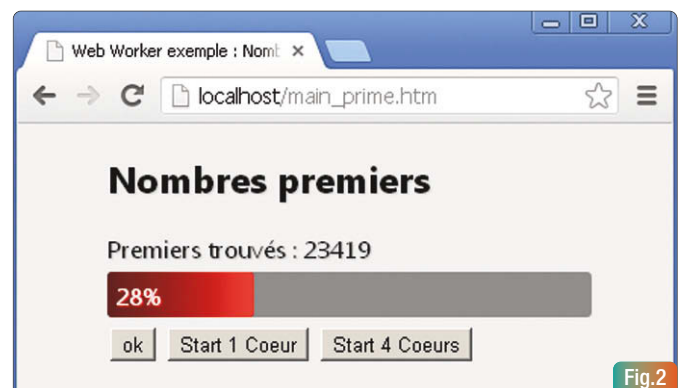 Web Worker exemple : Nom
localhost/main_prime.htm
Nombres premiers
Premiers trouvés : 23419
28%
ok Start 1 Coeur Start 4 Coeurs
Fig.2